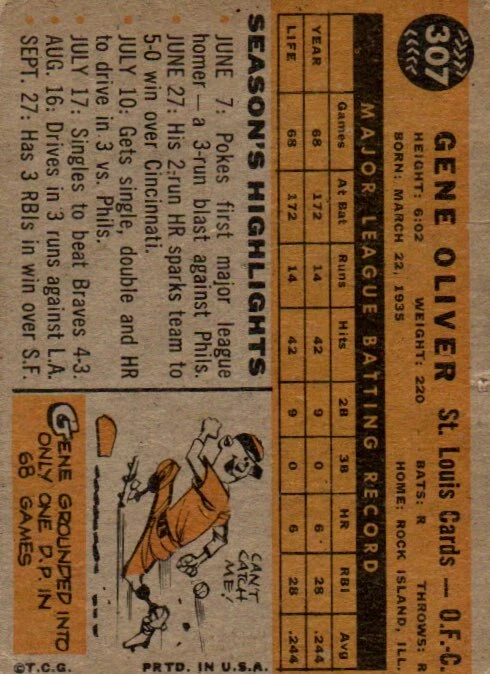 307
GENE OLIVER St. Louis Cards — O.F.-C.
HEIGHT: 6:02 WEIGHT: 220 BATS: R THROWS: R
BORN: MARCH 22, 1935 HOME: ROCK ISLAND, ILL.
MAJOR LEAGUE BATTING RECORD
Games At Bat Runs Hits 2B 3B HR RBI Avg
YEAR 68 172 14 42 9 0 6 28 .244
LIFE 68 172 14 42 9 0 6 28 .244
SEASON'S HIGHLIGHTS
JUNE 7: Pokes first major league
homer — a 3-run blast against Phils.
JUNE 27: His 2-run HR sparks team to
5-0 win over Cincinnati.
JULY 10: Gets single, double and HR
to drive in 3 vs. Phils.
JULY 17: Singles to beat Braves 4-3.
AUG. 16: Drives in 3 runs against L.A.
SEPT. 27: Has 3 RBIs in win over S.F.
CAN'T
CATCH
ME!
GENE GROUNDED INTO
ONLY ONE D.P. IN
68 GAMES
©T.C.G. PRTD. IN U.S.A.